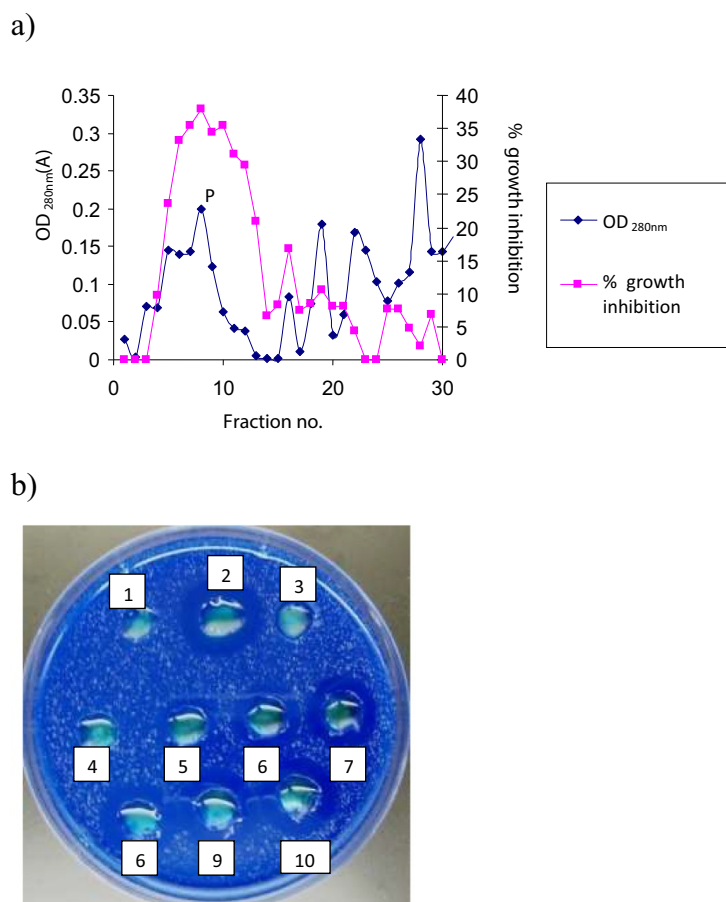 a)
OD 280nm(A)
0.35
0.3
0.25
0.2
0.15
0.1
0.05
0
P
40
35
30
25
20
15
10
5
0
% growth inhibition
0 10 20 30
Fraction no.
OD 280nm
% growth
inhibition
b)
1 2 3
4 5 6 7
6 9 10